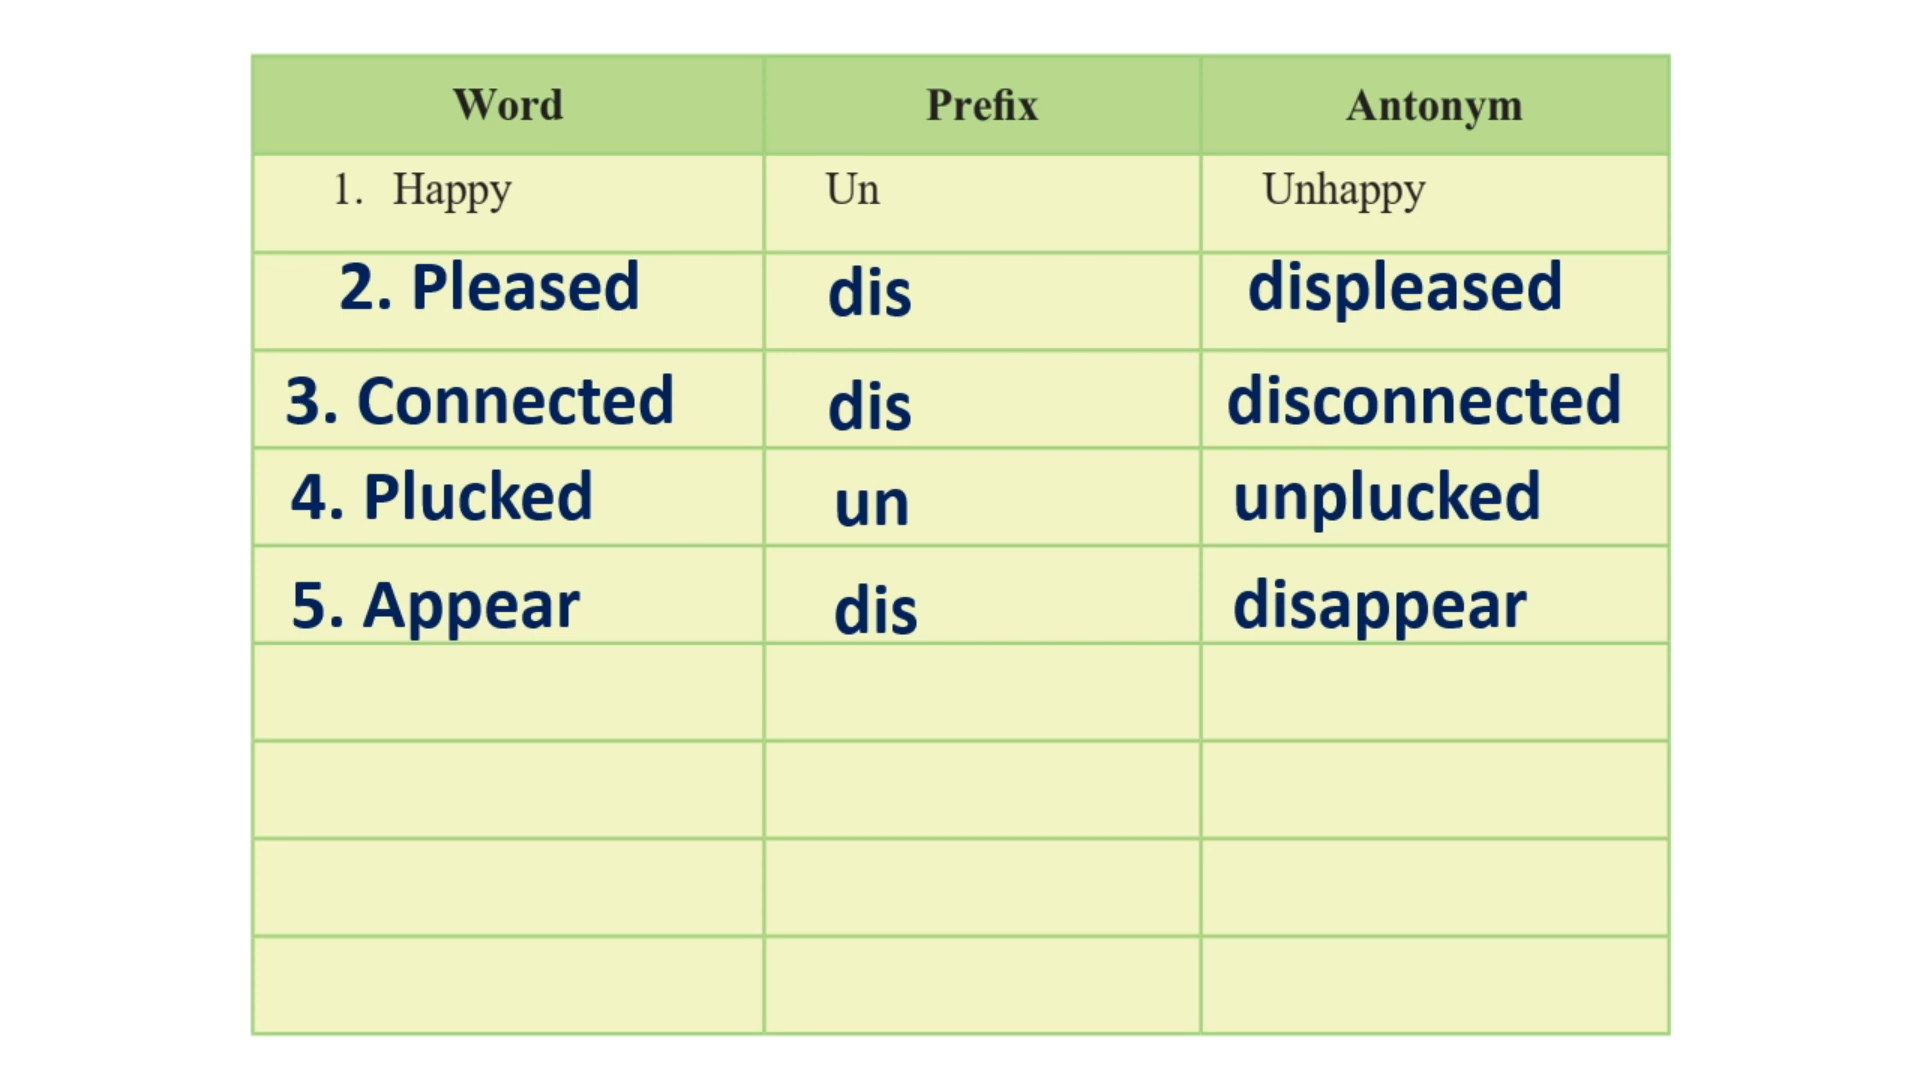 Word Prefix Antonym
1. Happy Un Unhappy
2. Pleased dis displeased
3. Connected dis disconnected
4. Plucked un unplucked
5. Appear dis disappear